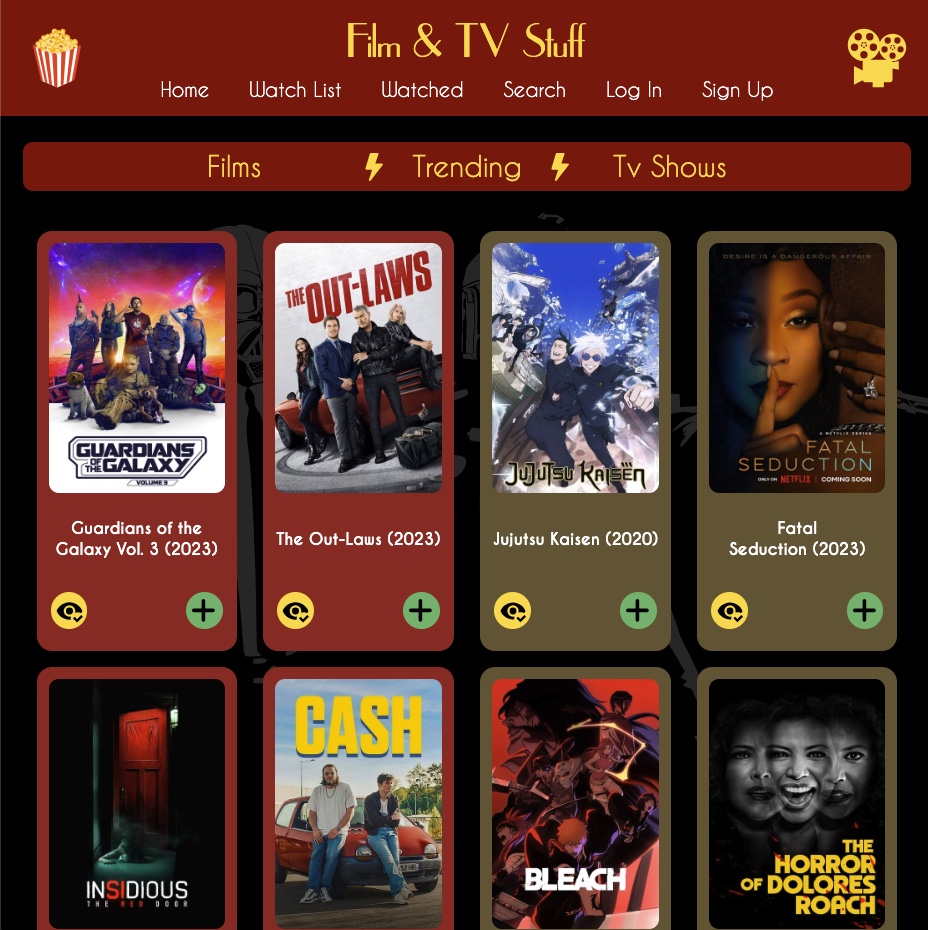 Film & TV Stuff
Home Watch List Watched Search Log In Sign Up
Films Trending Tv Shows
GUARDIANS
OF THE GALAXY
VOLUME 3
Guardians of the
Galaxy Vol. 3 (2023)
THE OUT-LAWS
The Out-Laws (2023)
JUJUTSU KAISEN
Jujutsu Kaisen (2020)
DESIRE IS A DANGEROUS AFFAIR
A NETFLIX SERIES
FATAL
SEDUCTION
ONLY ON NETFLIX | COMING SOON
Fatal
Seduction (2023)
INSIDIOUS
THE RED DOOR
CASH
BLEACH
THE
HORROR
OF DOLORES
ROACH